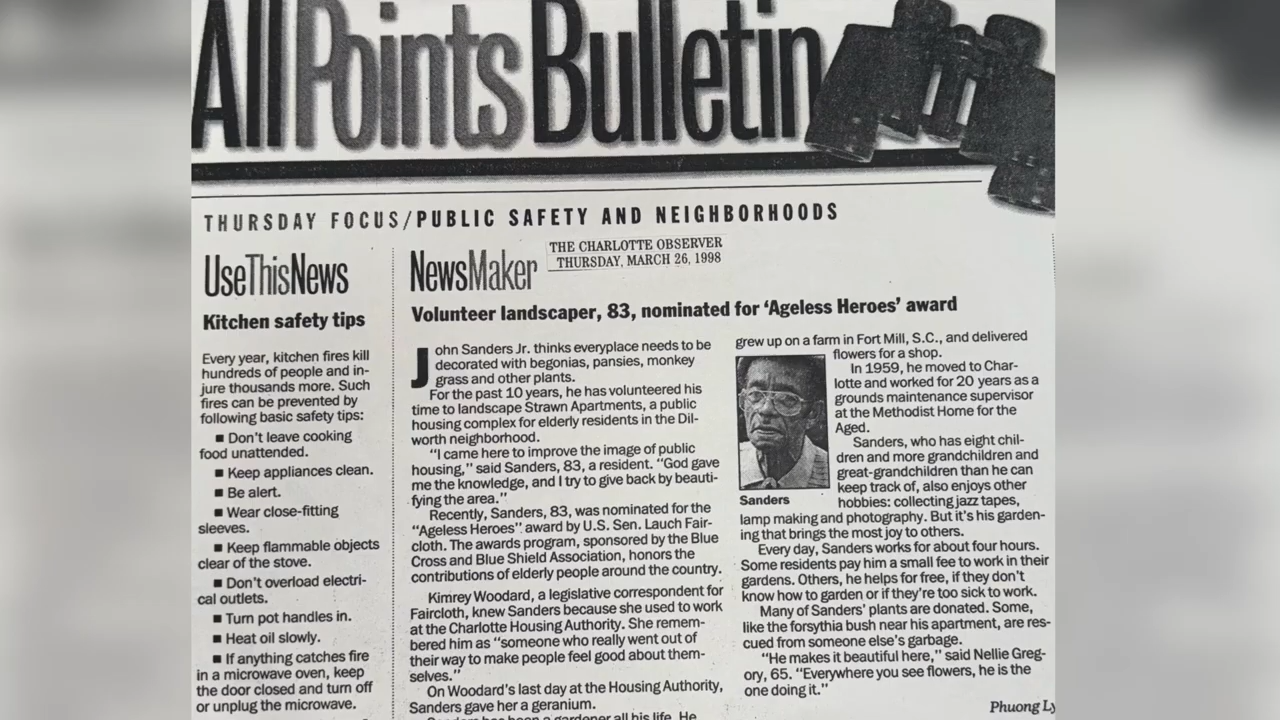 All Points Bulletin
THURSDAY FOCUS/PUBLIC SAFETY AND NEIGHBORHOODS
UseThisNews
Kitchen safety tips
Every year, kitchen fires kill
hundreds of people and in-
jure thousands more. Such
fires can be prevented by
following basic safety tips:
■ Don't leave cooking
food unattended.
■ Keep appliances clean.
■ Be alert.
■ Wear close-fitting
sleeves.
■ Keep flammable objects
clear of the stove.
■ Don't overload electri-
cal outlets.
■ Turn pot handles in.
■ Heat oil slowly.
■ If anything catches fire
in a microwave oven, keep
the door closed and turn off
or unplug the microwave.
NewsMaker
THE CHARLOTTE OBSERVER
THURSDAY, MARCH 26, 1998
Volunteer landscaper, 83, nominated for 'Ageless Heroes' award
John Sanders Jr. thinks everyplace needs to be
decorated with begonias, pansies, monkey
grass and other plants.
For the past 10 years, he has volunteered his
time to landscape Strawn Apartments, a public
housing complex for elderly residents in the Dil-
worth neighborhood.
"I came here to improve the image of public
housing," said Sanders, 83, a resident. "God gave
me the knowledge, and I try to give back by beauti-
fying the area."
Recently, Sanders, 83, was nominated for the
"Ageless Heroes" award by U.S. Sen. Lauch Fair-
cloth. The awards program, sponsored by the Blue
Cross and Blue Shield Association, honors the
contributions of elderly people around the country.
Kimrey Woodard, a legislative correspondent for
Faircloth, knew Sanders because she used to work
at the Charlotte Housing Authority. She remem-
bered him as "someone who really went out of
their way to make people feel good about them-
selves."
On Woodard's last day at the Housing Authority,
Sanders gave her a geranium.
Sanders has been a gardener all his life. He
grew up on a farm in Fort Mill, S.C., and delivered
flowers for a shop.
In 1959, he moved to Char-
lotte and worked for 20 years as a
grounds maintenance supervisor
at the Methodist Home for the
Aged.
Sanders, who has eight chil-
dren and more grandchildren and
great-grandchildren than he can
keep track of, also enjoys other
hobbies: collecting jazz tapes,
Sanders
lamp making and photography. But it's his garden-
ing that brings the most joy to others.
Every day, Sanders works for about four hours.
Some residents pay him a small fee to work in their
gardens. Others, he helps for free, if they don't
know how to garden or if they're too sick to work.
Many of Sanders' plants are donated. Some,
like the forsythia bush near his apartment, are res-
cued from someone else's garbage.
"He makes it beautiful here," said Nellie Greg-
ory, 65. "Everywhere you see flowers, he is the
one doing it."
Phuong Ly